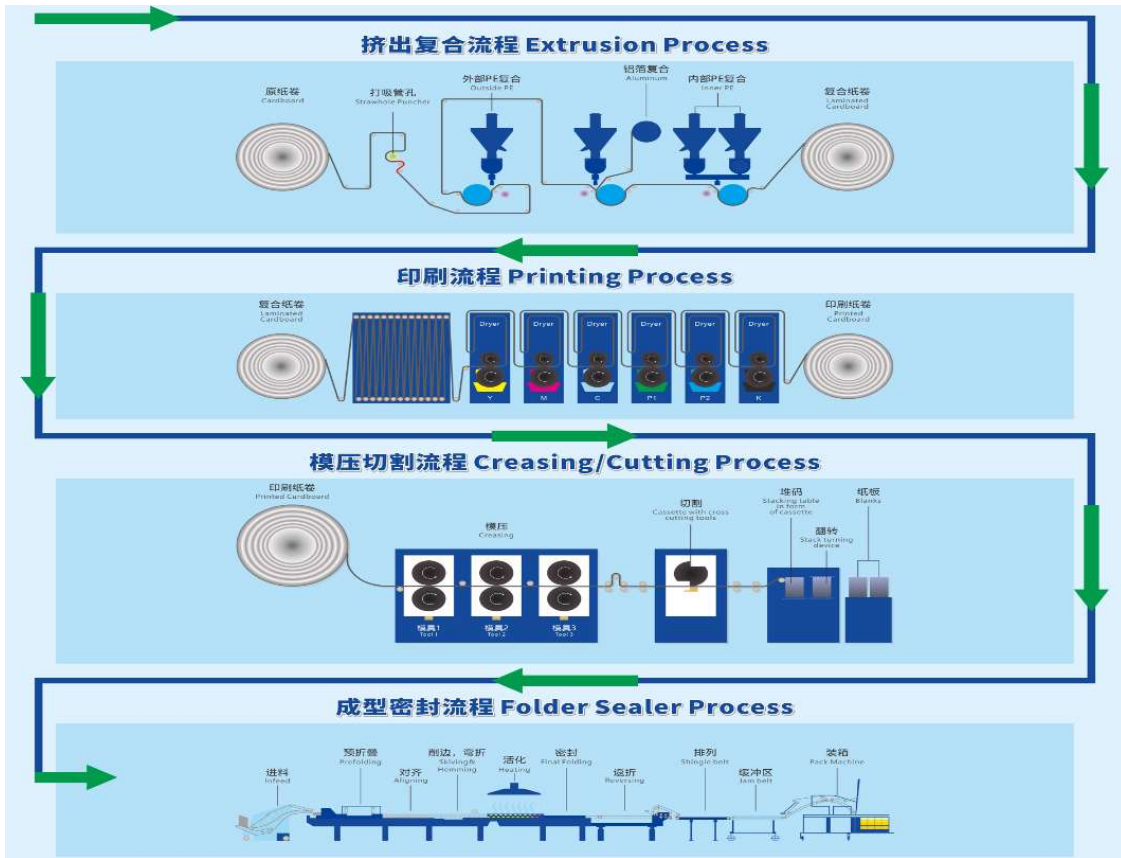 挤出复合流程 Extrusion Process
原纸卷
Cardboard
打吸管孔
Strawhole Puncher
外部PE复合
Outside PE
铝箔复合
Aluminum
内部PE复合
Inner PE
复合纸卷
Laminated
Cardboard
印刷流程 Printing Process
复合纸卷
Laminated
Cardboard
Dryer
Dryer
Dryer
Dryer
Dryer
Dryer
Y
M
C
P1
P2
K
印刷纸卷
Printed
Cardboard
模压切割流程 Creasing/Cutting Process
印刷纸卷
Printed Cardboard
模压
Creasing
模具1
Tool 1
模具2
Tool 2
模具3
Tool 3
切割
Cassette with cross
cutting tools
堆码
Stacking table
in form
of cassette
翻转
Stack turning
device
纸板
Blanks
成型密封流程 Folder Sealer Process
进料
Infeed
预折叠
Prefolding
对齐
Aligning
削边，弯折
Skiving&
Hemming
活化
Heating
密封
Final Folding
返折
Reversing
排列
Shingle belt
缓冲区
Jam belt
装箱
Pack Machine